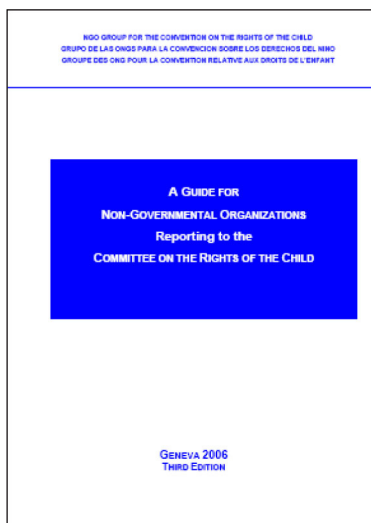 NGO GROUP FOR THE CONVENTION ON THE RIGHTS OF THE CHILD
GRUPO DE LAS ONGS PARA LA CONVENCION SOBRE LOS DERECHOS DEL NINO
GROUPE DES ONG POUR LA CONVENTION RELATIVE AUX DROITS DE L'ENFANT
A GUIDE FOR
NON-GOVERNMENTAL ORGANIZATIONS
Reporting to the
COMMITTEE ON THE RIGHTS OF THE CHILD
GENEVA 2006
THIRD EDITION